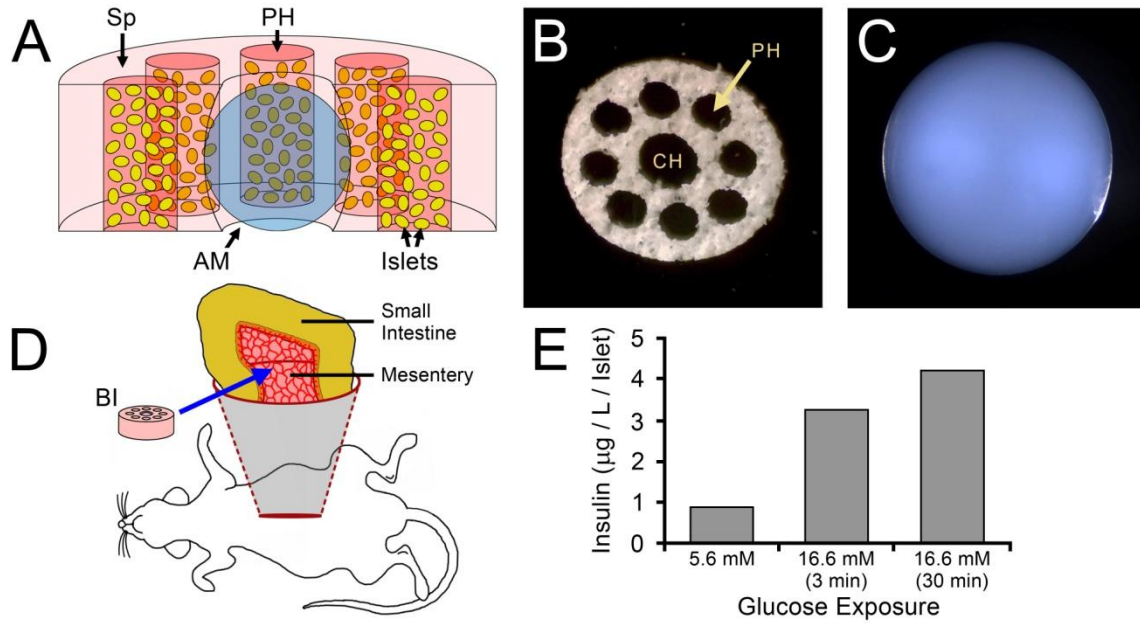 A
Sp
PH
AM
Islets
B
PH
CH
C
D
Small
Intestine
Mesentery
BI
E
Insulin (µg / L / Islet)
5
4
3
2
1
0
5.6 mM
16.6 mM
(3 min)
16.6 mM
(30 min)
Glucose Exposure